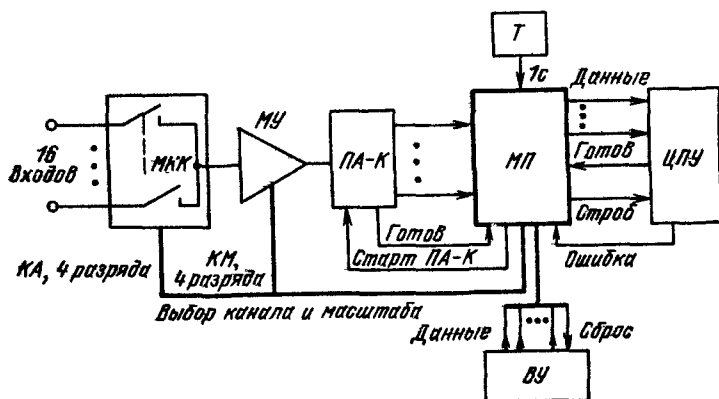 Т
1с
16
Входов
МкК
МУ
ПА-К
МП
Данные
Готов
ЦПУ
Строб
Ошибка
Готов
Старт ПА-К
КА, 4 разряда
КМ,
4 разряда
Выбор канала и масштаба
Данные
Сброс
ВУ